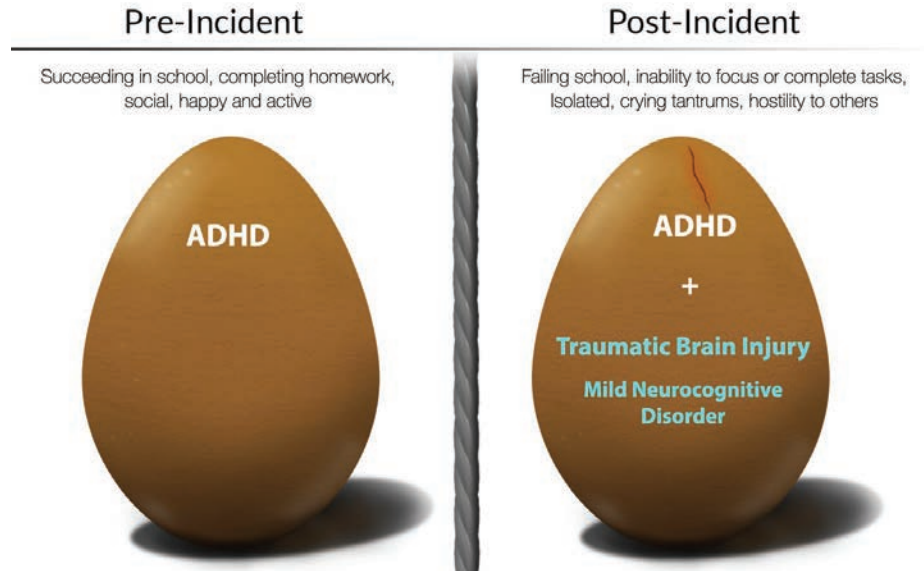 Pre-Incident
Succeeding in school, completing homework,
social, happy and active
ADHD
Post-Incident
Failing school, inability to focus or complete tasks,
Isolated, crying tantrums, hostility to others
ADHD
+
Traumatic Brain Injury
Mild Neurocognitive
Disorder